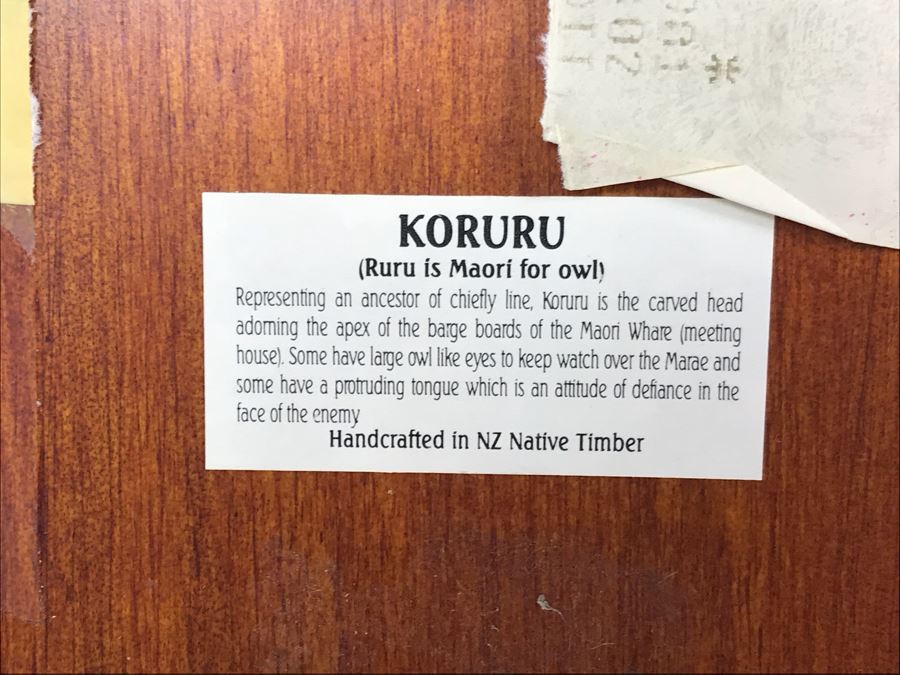 KORURU
(Ruru is Maori for owl)
Representing an ancestor of chiefly line, Koruru is the carved head
adorning the apex of the barge boards of the Maori Whare (meeting
house). Some have large owl like eyes to keep watch over the Marae and
some have a protruding tongue which is an attitude of defiance in the
face of the enemy
Handcrafted in NZ Native Timber